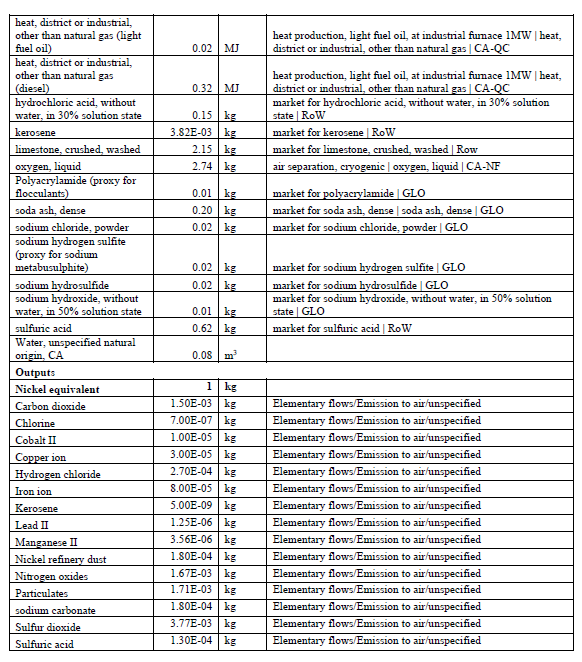 heat, district or industrial,
other than natural gas (light
fuel oil) 0.02 MJ heat production, light fuel oil, at industrial furnace 1MW | heat,
district or industrial, other than natural gas | CA-QC
heat, district or industrial,
other than natural gas
(diesel) 0.32 MJ heat production, light fuel oil, at industrial furnace 1MW | heat,
district or industrial, other than natural gas | CA-QC
hydrochloric acid, without
water, in 30% solution state 0.15 kg market for hydrochloric acid, without water, in 30% solution
state | RoW
kerosene 3.82E-03 kg market for kerosene | RoW
limestone, crushed, washed 2.15 kg market for limestone, crushed, washed | Row
oxygen, liquid 2.74 kg air separation, cryogenic | oxygen, liquid | CA-NF
Polyacrylamide (proxy for
flocculants) 0.01 kg market for polyacrylamide | GLO
soda ash, dense 0.20 kg market for soda ash, dense | soda ash, dense | GLO
sodium chloride, powder 0.02 kg market for sodium chloride, powder | GLO
sodium hydrogen sulfite
(proxy for sodium
metabusulphite) 0.02 kg market for sodium hydrogen sulfite | GLO
sodium hydrosulfide 0.02 kg market for sodium hydrosulfide | GLO
sodium hydroxide, without
water, in 50% solution state 0.01 kg market for sodium hydroxide, without water, in 50% solution
state | GLO
sulfuric acid 0.62 kg market for sulfuric acid | RoW
Water, unspecified natural
origin, CA 0.08 m³
Outputs
Nickel equivalent 1 kg
Carbon dioxide 1.50E-03 kg Elementary flows/Emission to air/unspecified
Chlorine 7.00E-07 kg Elementary flows/Emission to air/unspecified
Cobalt II 1.00E-05 kg Elementary flows/Emission to air/unspecified
Copper ion 3.00E-05 kg Elementary flows/Emission to air/unspecified
Hydrogen chloride 2.70E-04 kg Elementary flows/Emission to air/unspecified
Iron ion 8.00E-05 kg Elementary flows/Emission to air/unspecified
Kerosene 5.00E-09 kg Elementary flows/Emission to air/unspecified
Lead II 1.25E-06 kg Elementary flows/Emission to air/unspecified
Manganese II 3.56E-06 kg Elementary flows/Emission to air/unspecified
Nickel refinery dust 1.80E-04 kg Elementary flows/Emission to air/unspecified
Nitrogen oxides 1.67E-03 kg Elementary flows/Emission to air/unspecified
Particulates 1.71E-03 kg Elementary flows/Emission to air/unspecified
sodium carbonate 1.80E-04 kg Elementary flows/Emission to air/unspecified
Sulfur dioxide 3.77E-03 kg Elementary flows/Emission to air/unspecified
Sulfuric acid 1.30E-04 kg Elementary flows/Emission to air/unspecified